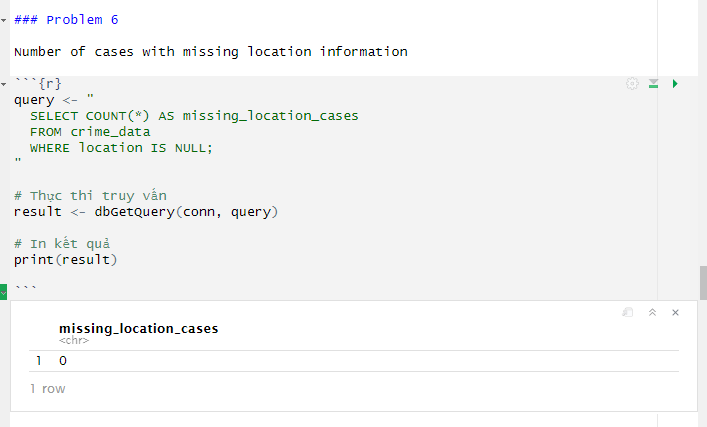 ### Problem 6
Number of cases with missing location information
```{r}
query <- "
  SELECT COUNT(*) AS missing_location_cases
  FROM crime_data
  WHERE location IS NULL;
"
# Thực thi truy vấn
result <- dbGetQuery(conn, query)
# In kết quả
print(result)
```
missing_location_cases
<chr>
1 0
1 row